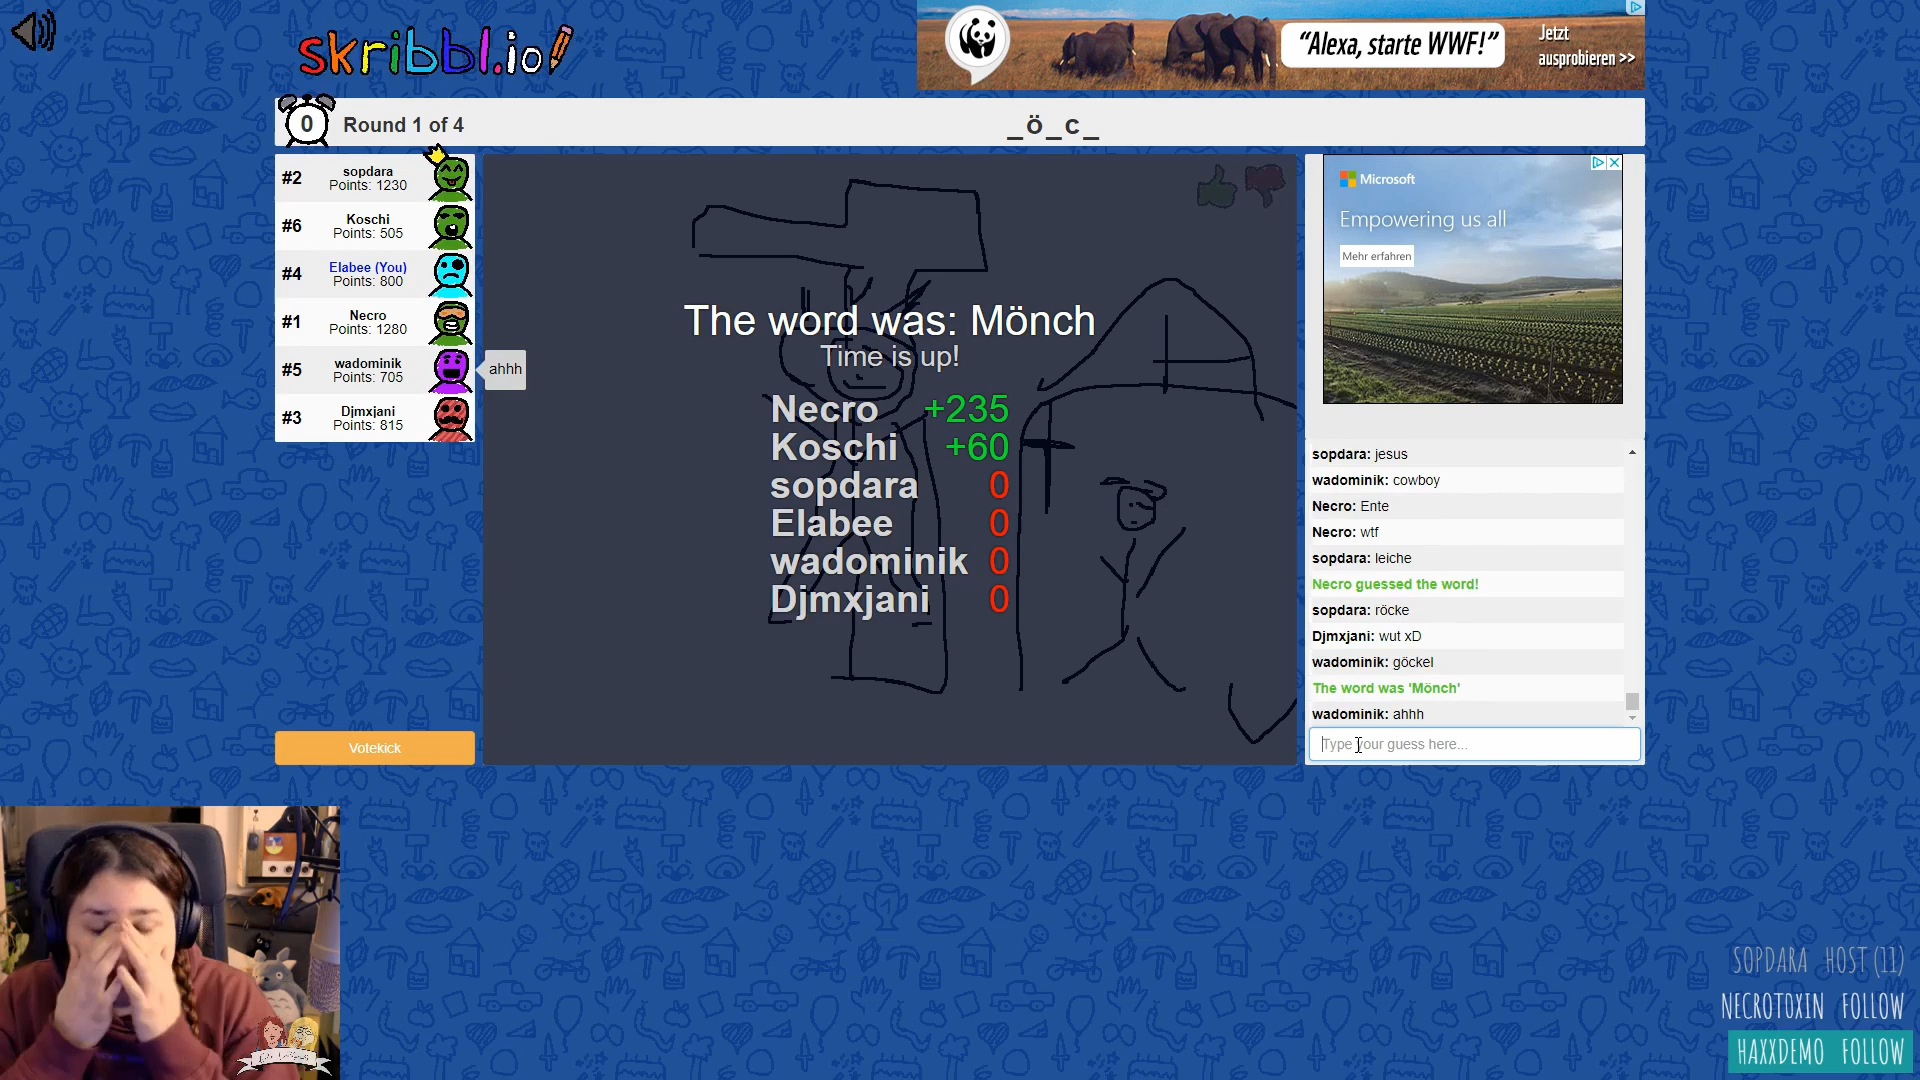 skribbl.io
"Alexa, starte WWF!"
Jetzt
ausprobieren >>
0
Round 1 of 4
_ö_c_
#2
sopdara
Points: 1230
#6
Koschi
Points: 505
#4
Elabee (You)
Points: 800
#1
Necro
Points: 1280
#5
wadominik
Points: 705
ahhh
#3
Djmxjani
Points: 815
Votekick
The word was: Mönch
Time is up!
Necro +235
Koschi +60
sopdara 0
Elabee 0
wadominik 0
Djmxjani 0
Microsoft
Empowering us all
Mehr erfahren
sopdara: jesus
wadominik: cowboy
Necro: Ente
Necro: wtf
sopdara: leiche
Necro guessed the word!
sopdara: röcke
Djmxjani: wut xD
wadominik: göckel
The word was 'Mönch'
wadominik: ahhh
Type your guess here...
SOPDARA HOST (11)
NECROTOXIN FOLLOW
HAXXDEMO FOLLOW